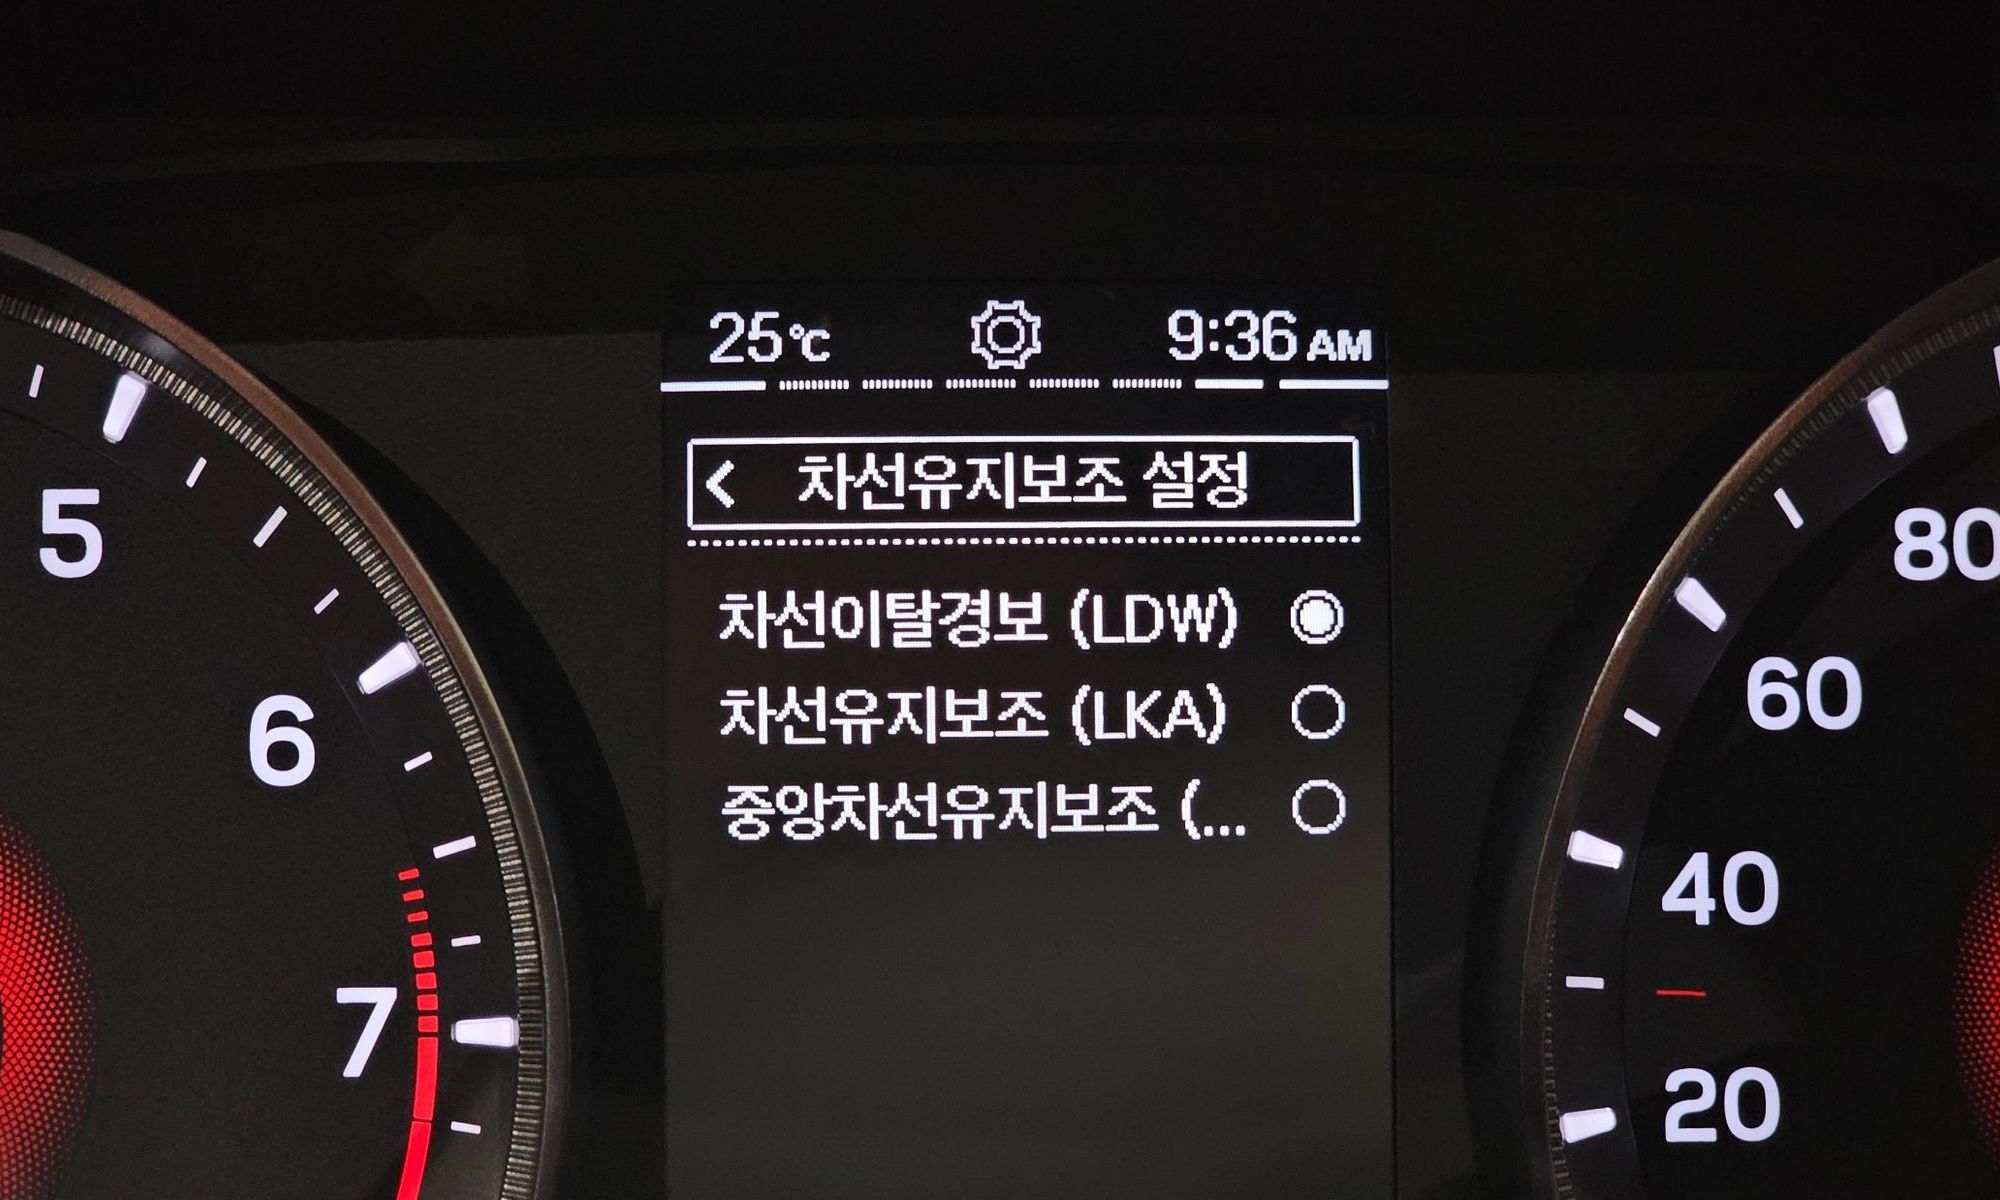 25℃ 9:36 AM
차선유지보조 설정
차선이탈경보 (LDW)
차선유지보조 (LKA)
중앙차선유지보조 (...
5
6
7
80
60
40
20